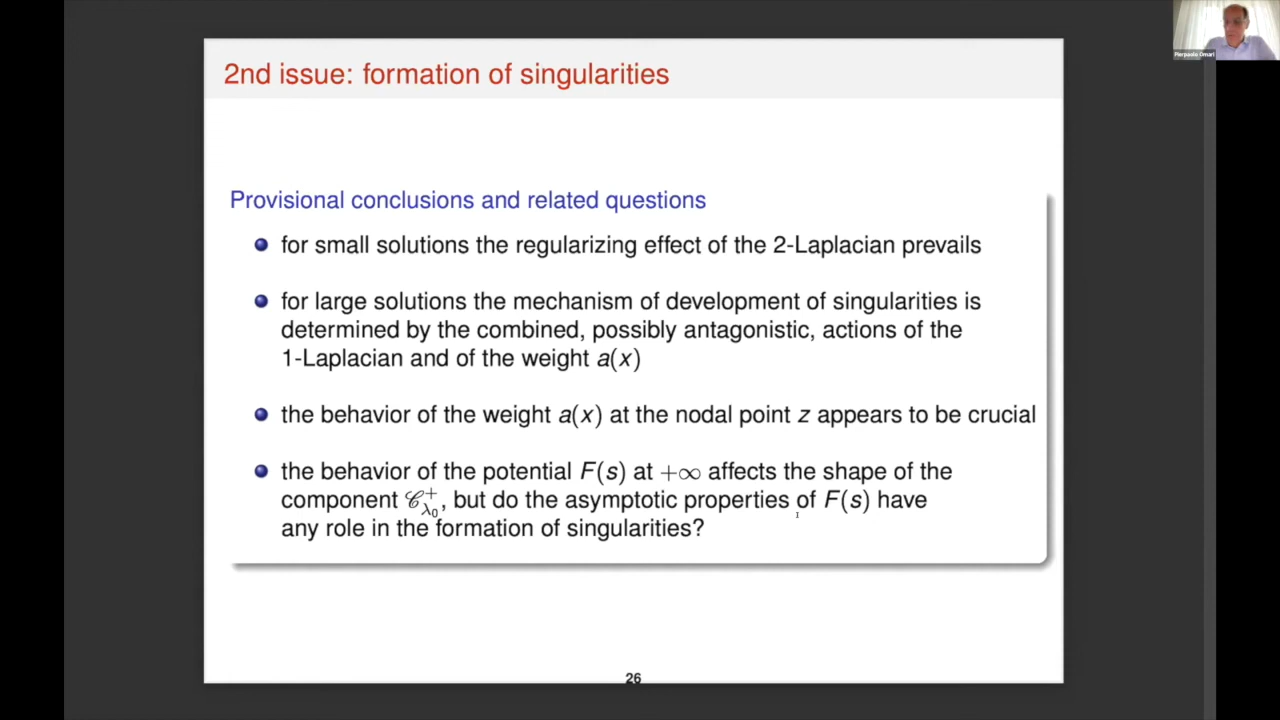 Pierpaolo Omari
2nd issue: formation of singularities
Provisional conclusions and related questions
for small solutions the regularizing effect of the 2-Laplacian prevails
for large solutions the mechanism of development of singularities is
determined by the combined, possibly antagonistic, actions of the
1-Laplacian and of the weight a(x)
the behavior of the weight a(x) at the nodal point z appears to be crucial
the behavior of the potential F(s) at +∞ affects the shape of the
component 𝒞⁺_λ₀, but do the asymptotic properties of F(s) have
any role in the formation of singularities?
26